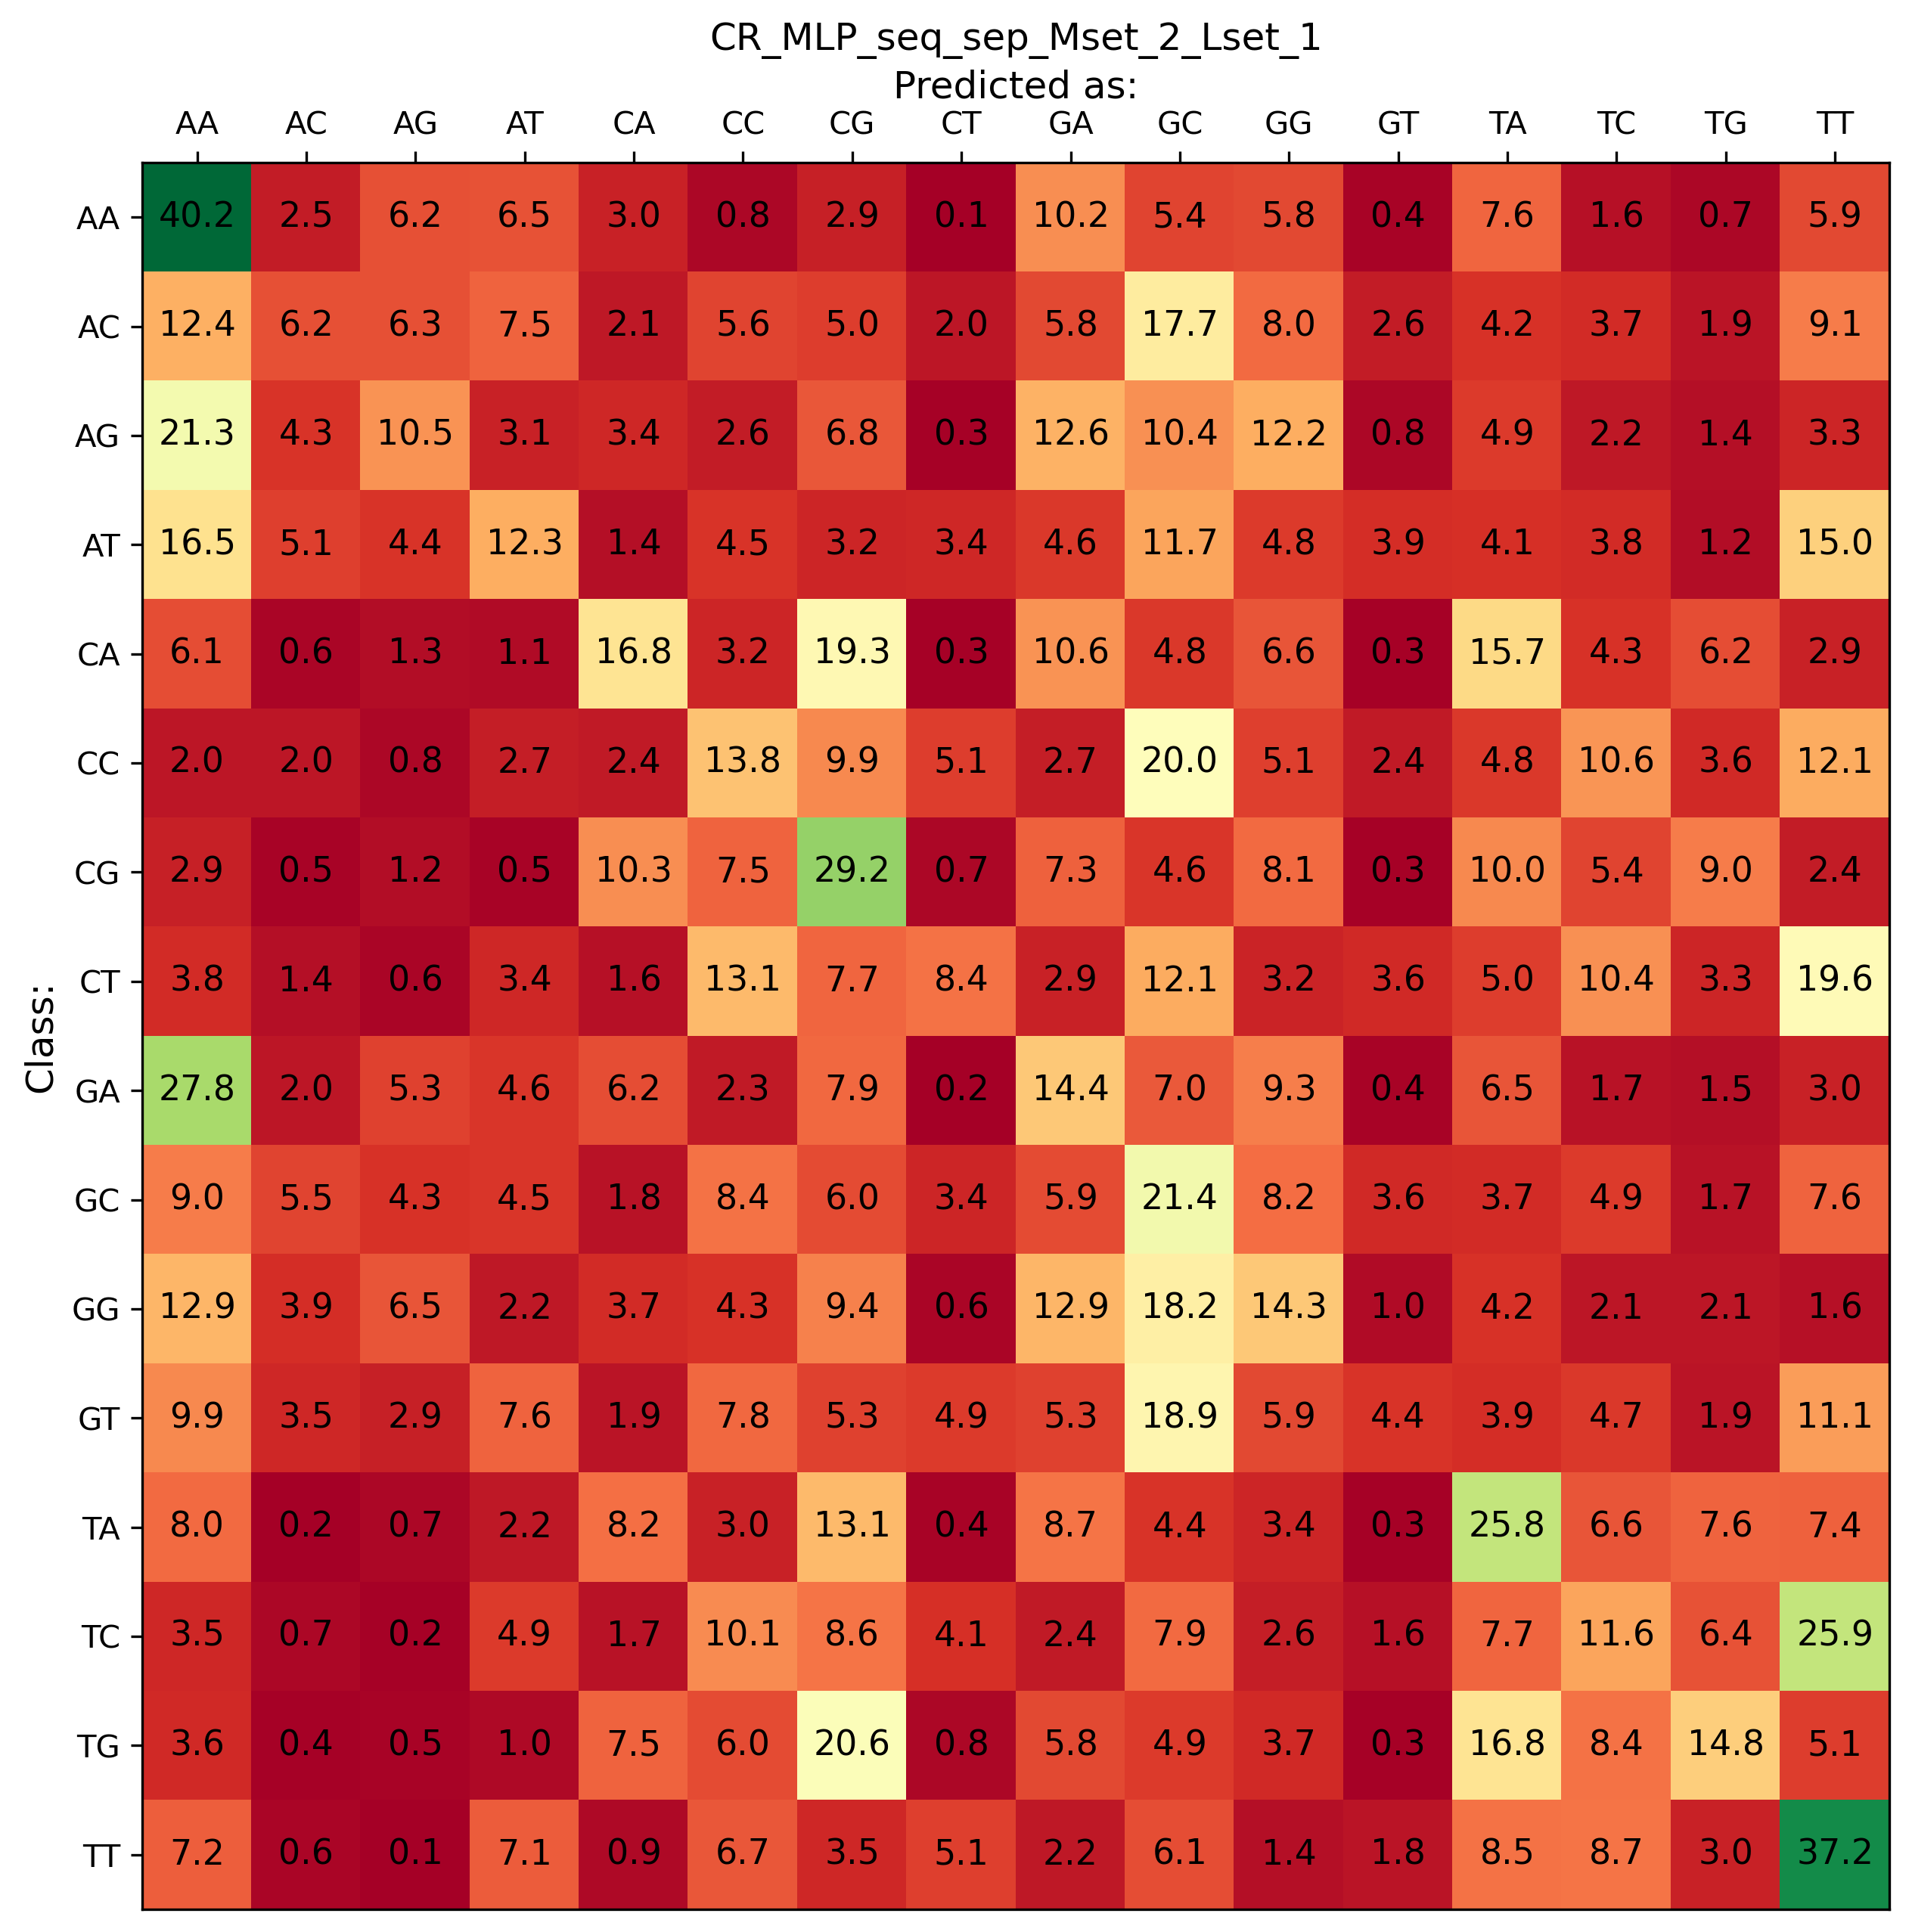 CR_MLP_seq_sep_Mset_2_Lset_1
Predicted as:
AA AC AG AT CA CC CG CT GA GC GG GT TA TC TG TT
AA 40.2 2.5 6.2 6.5 3.0 0.8 2.9 0.1 10.2 5.4 5.8 0.4 7.6 1.6 0.7 5.9
AC 12.4 6.2 6.3 7.5 2.1 5.6 5.0 2.0 5.8 17.7 8.0 2.6 4.2 3.7 1.9 9.1
AG 21.3 4.3 10.5 3.1 3.4 2.6 6.8 0.3 12.6 10.4 12.2 0.8 4.9 2.2 1.4 3.3
AT 16.5 5.1 4.4 12.3 1.4 4.5 3.2 3.4 4.6 11.7 4.8 3.9 4.1 3.8 1.2 15.0
CA 6.1 0.6 1.3 1.1 16.8 3.2 19.3 0.3 10.6 4.8 6.6 0.3 15.7 4.3 6.2 2.9
CC 2.0 2.0 0.8 2.7 2.4 13.8 9.9 5.1 2.7 20.0 5.1 2.4 4.8 10.6 3.6 12.1
CG 2.9 0.5 1.2 0.5 10.3 7.5 29.2 0.7 7.3 4.6 8.1 0.3 10.0 5.4 9.0 2.4
CT 3.8 1.4 0.6 3.4 1.6 13.1 7.7 8.4 2.9 12.1 3.2 3.6 5.0 10.4 3.3 19.6
Class:
GA 27.8 2.0 5.3 4.6 6.2 2.3 7.9 0.2 14.4 7.0 9.3 0.4 6.5 1.7 1.5 3.0
GC 9.0 5.5 4.3 4.5 1.8 8.4 6.0 3.4 5.9 21.4 8.2 3.6 3.7 4.9 1.7 7.6
GG 12.9 3.9 6.5 2.2 3.7 4.3 9.4 0.6 12.9 18.2 14.3 1.0 4.2 2.1 2.1 1.6
GT 9.9 3.5 2.9 7.6 1.9 7.8 5.3 4.9 5.3 18.9 5.9 4.4 3.9 4.7 1.9 11.1
TA 8.0 0.2 0.7 2.2 8.2 3.0 13.1 0.4 8.7 4.4 3.4 0.3 25.8 6.6 7.6 7.4
TC 3.5 0.7 0.2 4.9 1.7 10.1 8.6 4.1 2.4 7.9 2.6 1.6 7.7 11.6 6.4 25.9
TG 3.6 0.4 0.5 1.0 7.5 6.0 20.6 0.8 5.8 4.9 3.7 0.3 16.8 8.4 14.8 5.1
TT 7.2 0.6 0.1 7.1 0.9 6.7 3.5 5.1 2.2 6.1 1.4 1.8 8.5 8.7 3.0 37.2